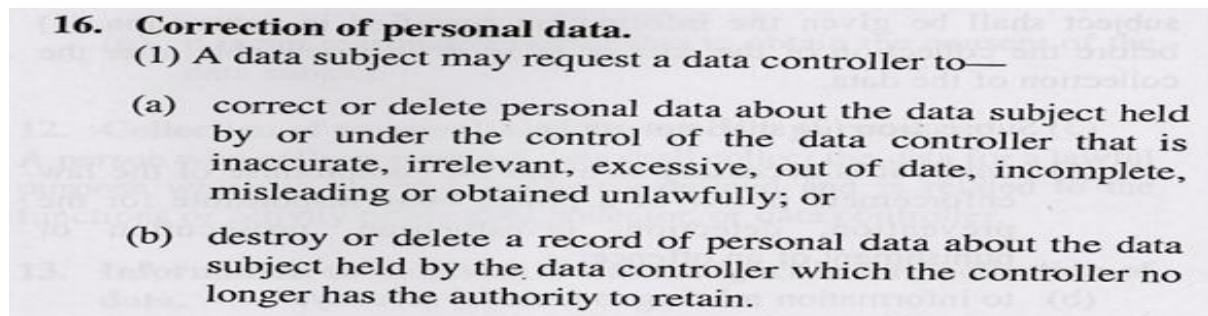 16. Correction of personal data.
(1) A data subject may request a data controller to—
(a) correct or delete personal data about the data subject held
by or under the control of the data controller that is
inaccurate, irrelevant, excessive, out of date, incomplete,
misleading or obtained unlawfully; or
(b) destroy or delete a record of personal data about the data
subject held by the data controller which the controller no
longer has the authority to retain.